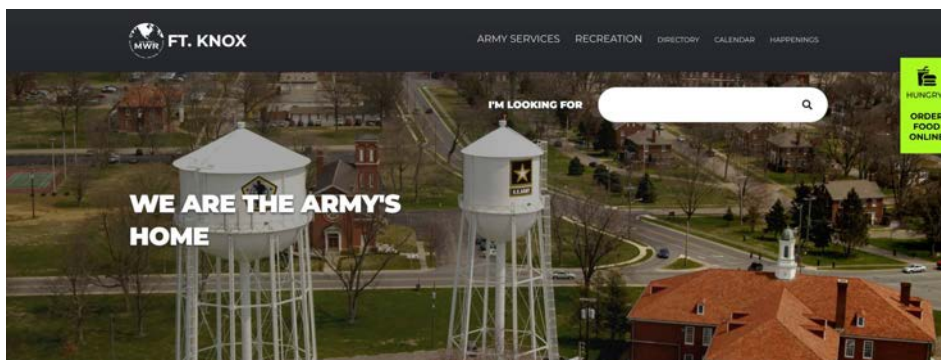 MWR
FT. KNOX
ARMY SERVICES
RECREATION
DIRECTORY
CALENDAR
HAPPENINGS
I'M LOOKING FOR
HUNGRY
ORDER
FOOD
ONLINE
U.S. ARMY
WE ARE THE ARMY'S
HOME